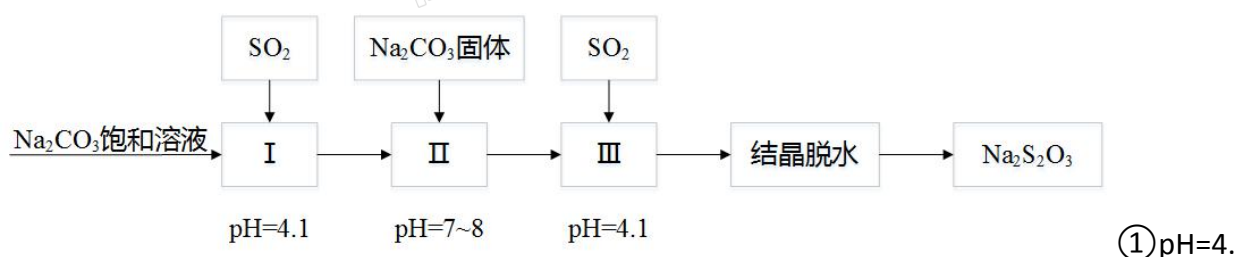 SO₂
Na₂CO₃固体
SO₂
Na₂CO₃饱和溶液
Ⅰ
Ⅱ
Ⅲ
结晶脱水
Na₂S₂O₃
pH=4.1
pH=7~8
pH=4.1
①pH=4.